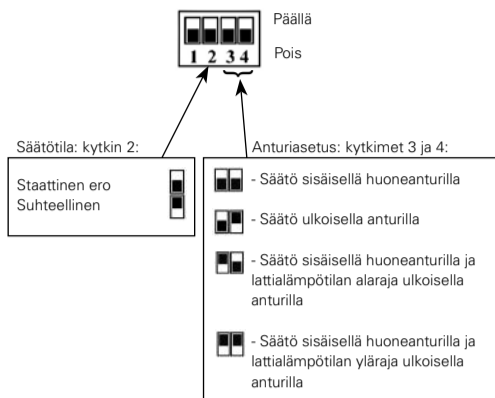 Päällä
Pois
1 2 3 4
Säätötila: kytkin 2:
Staattinen ero
Suhteellinen
Anturiasetus: kytkimet 3 ja 4:
- Säätö sisäisellä huoneanturilla
- Säätö ulkoisella anturilla
- Säätö sisäisellä huoneanturilla ja
lattialämpötilan alaraja ulkoisella
anturilla
- Säätö sisäisellä huoneanturilla ja
lattialämpötilan yläraja ulkoisella
anturilla